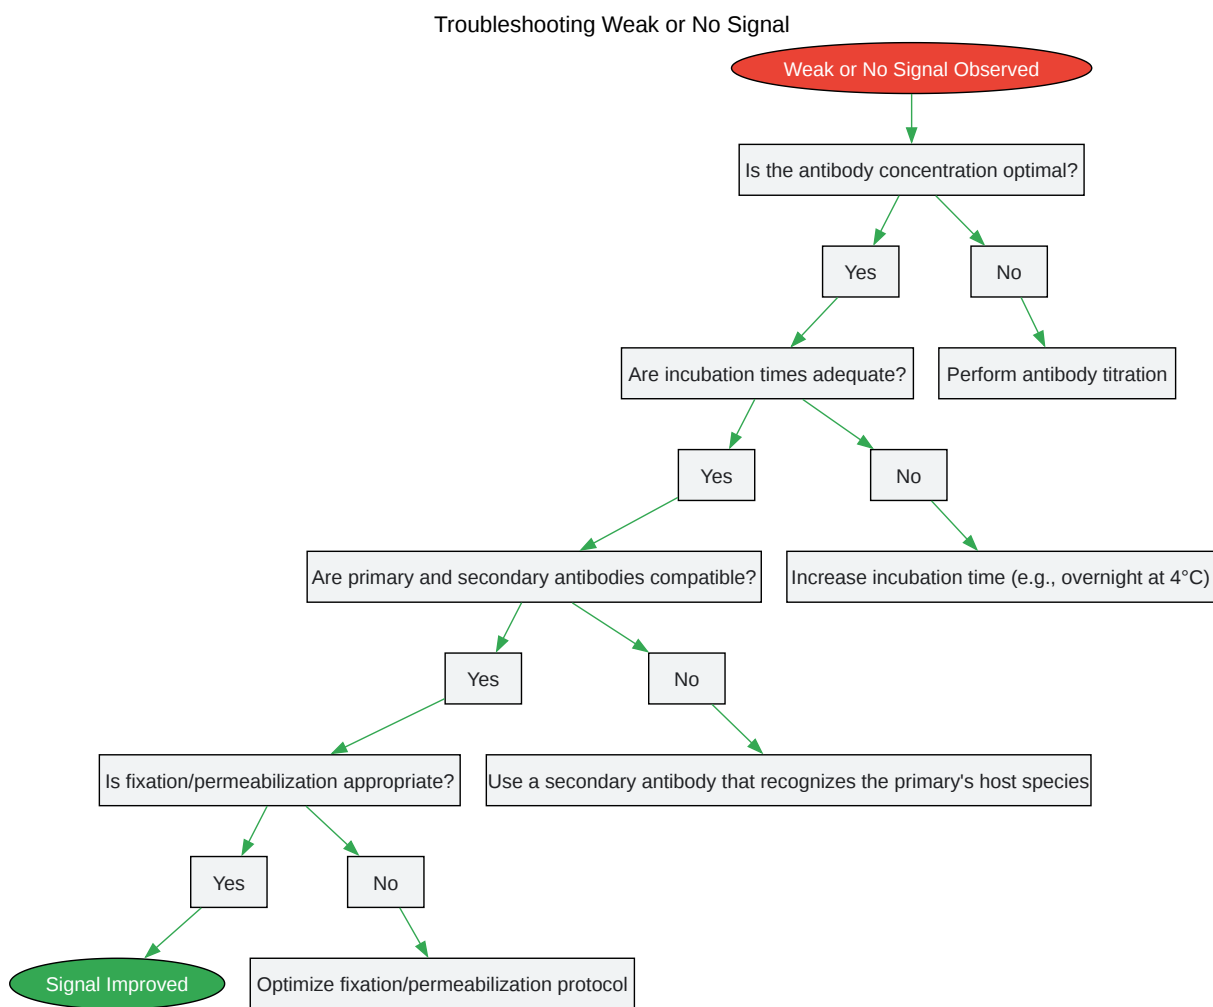 Troubleshooting Weak or No Signal
Weak or No Signal Observed
Is the antibody concentration optimal?
Yes
No
Are incubation times adequate?
Perform antibody titration
Yes
No
Are primary and secondary antibodies compatible?
Increase incubation time (e.g., overnight at 4°C)
Yes
No
Is fixation/permeabilization appropriate?
Use a secondary antibody that recognizes the primary's host species
Yes
No
Signal Improved
Optimize fixation/permeabilization protocol